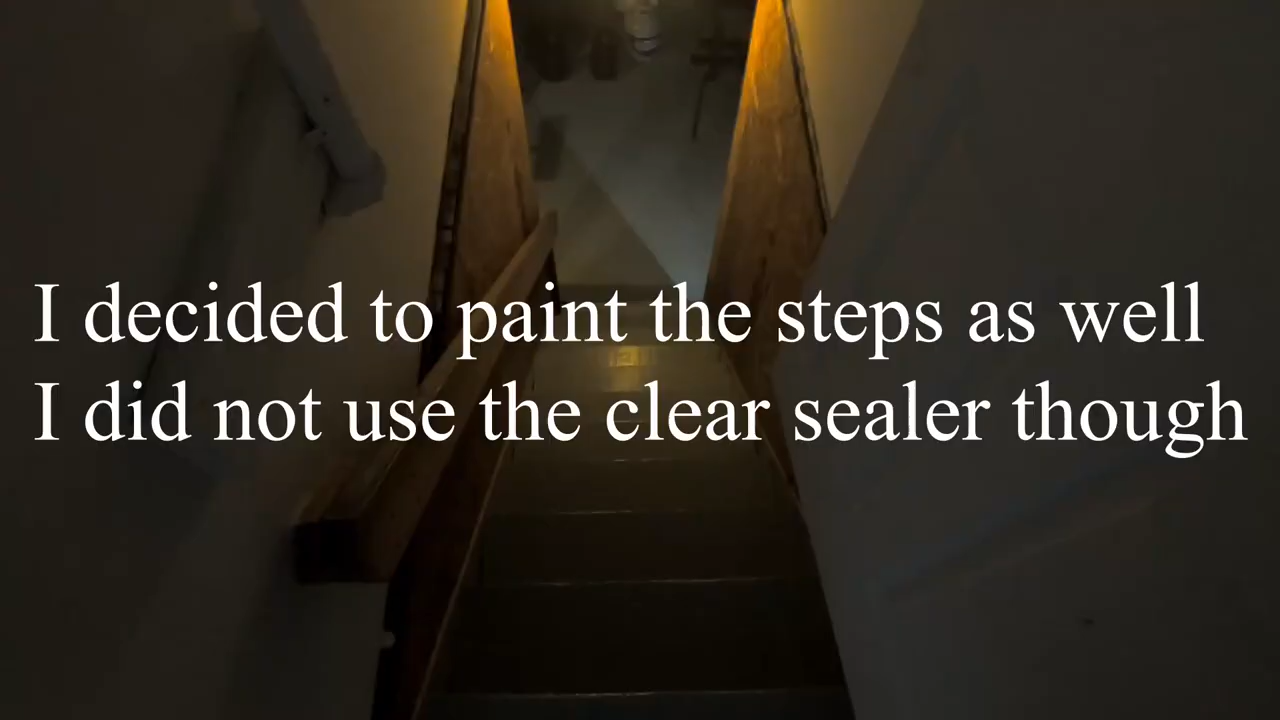 I decided to paint the steps as well
I did not use the clear sealer though